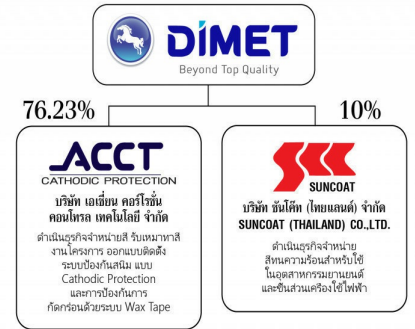 DIMET
Beyond Top Quality
76.23%
10%
ACCT
CATHODIC PROTECTION
บริษัท เอเชี่ยน คอร์โรชั่น
คอนโทรล เทคโนโลยี จำกัด
ดำเนินธุรกิจจำหน่ายสี รับเหมาทาสี
งานโครงการ ออกแบบติดตั้ง
ระบบป้องกันสนิม แบบ
Cathodic Protection
และการป้องกันการ
กัดกร่อนด้วยระบบ Wax Tape
SUNCOAT
บริษัท ซันโค๊ท (ไทยแลนด์) จำกัด
SUNCOAT (THAILAND) CO.,LTD.
ดำเนินธุรกิจจำหน่าย
สีทนความร้อนสำหรับใช้
ในอุตสาหกรรมยานยนต์
และชิ้นส่วนเครื่องใช้ไฟฟ้า